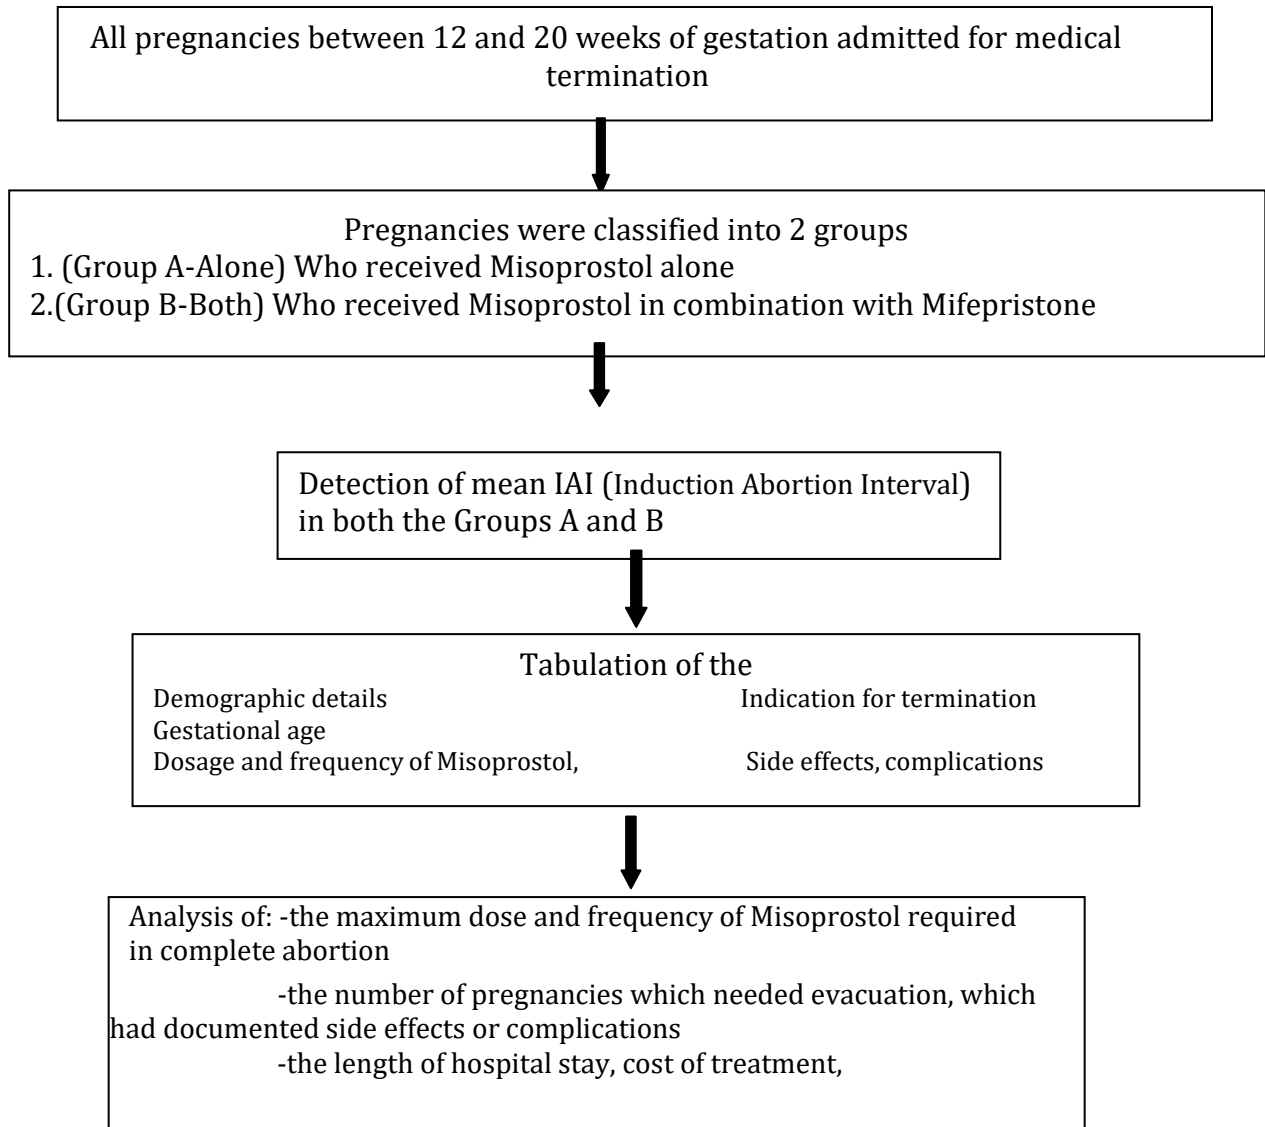 All pregnancies between 12 and 20 weeks of gestation admitted for medical
termination
Pregnancies were classified into 2 groups
1. (Group A-Alone) Who received Misoprostol alone
2.(Group B-Both) Who received Misoprostol in combination with Mifepristone
Detection of mean IAI (Induction Abortion Interval)
in both the Groups A and B
Tabulation of the
Demographic details Indication for termination
Gestational age
Dosage and frequency of Misoprostol, Side effects, complications
Analysis of: -the maximum dose and frequency of Misoprostol required
in complete abortion
-the number of pregnancies which needed evacuation, which
had documented side effects or complications
-the length of hospital stay, cost of treatment,